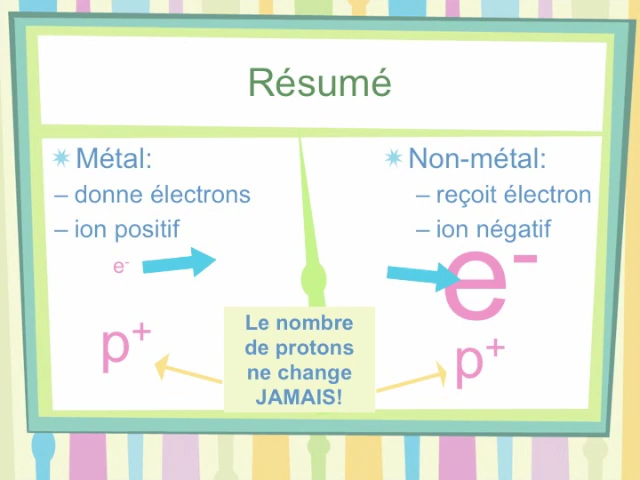 Résumé
Métal:
– donne électrons
– ion positif
e-
p+
Non-métal:
– reçoit électron
– ion négatif
e-
p+
Le nombre
de protons
ne change
JAMAIS!